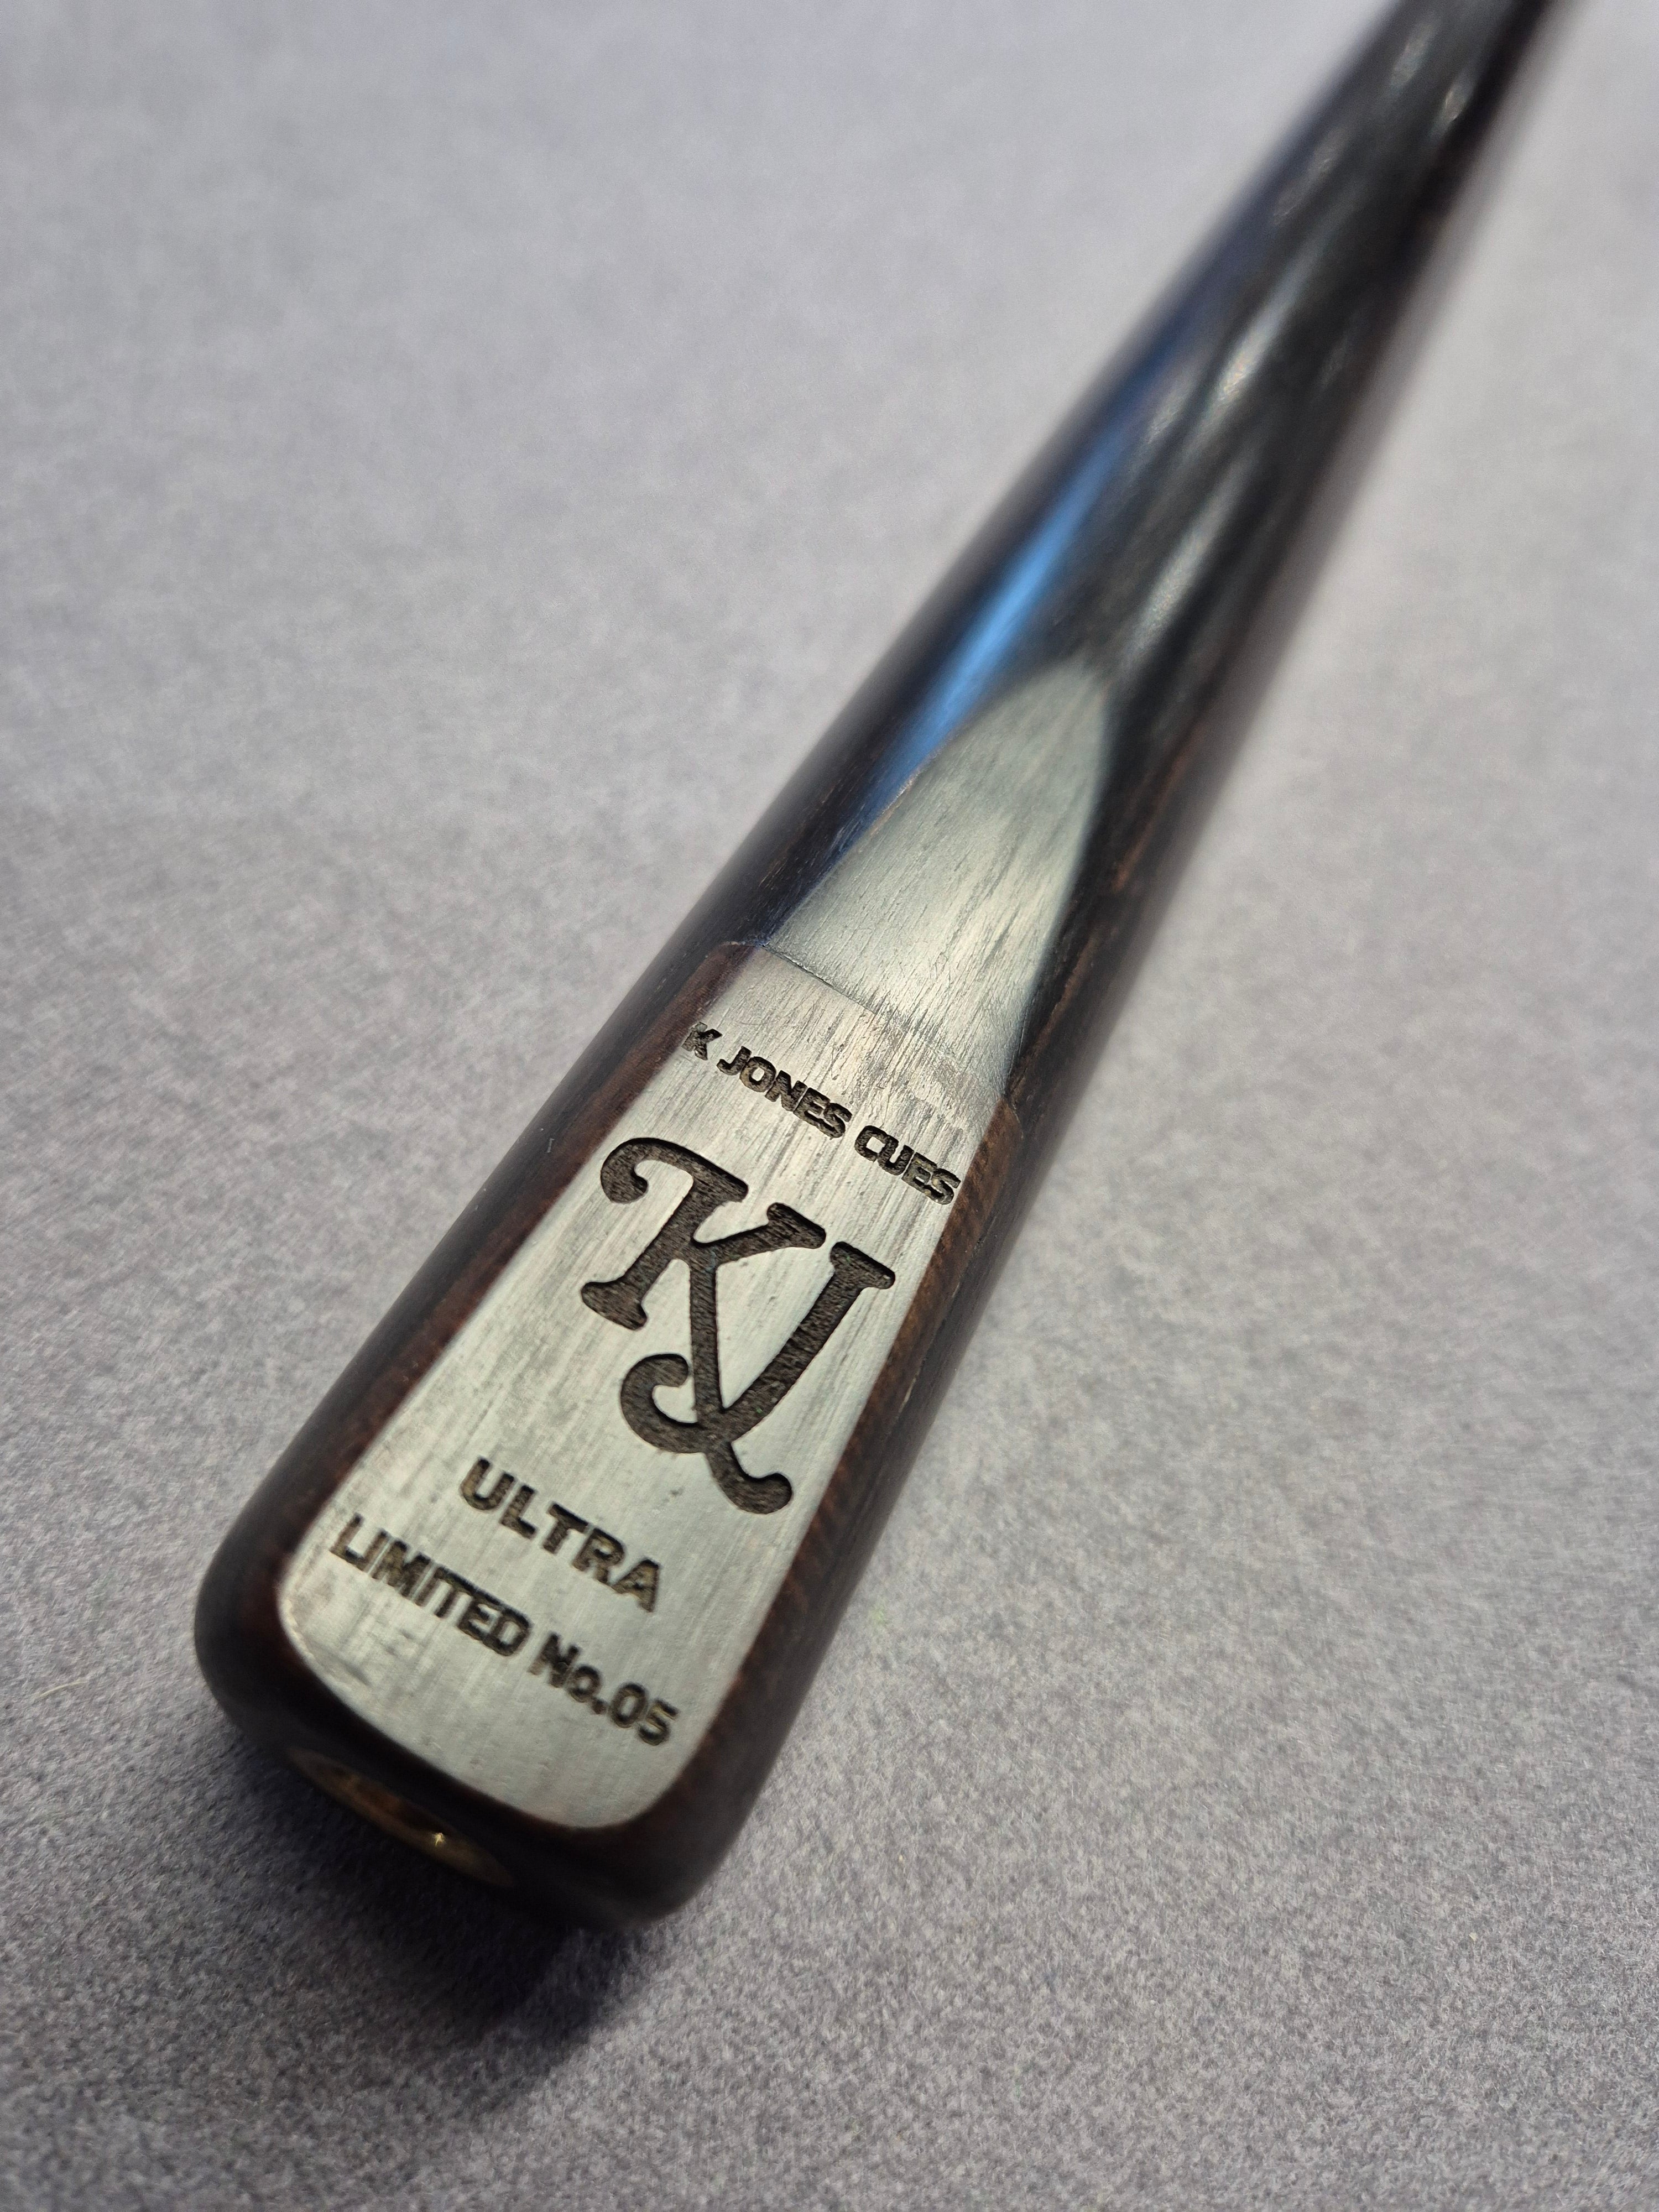 K JONES CUES
KJ
ULTRA
LIMITED No.05